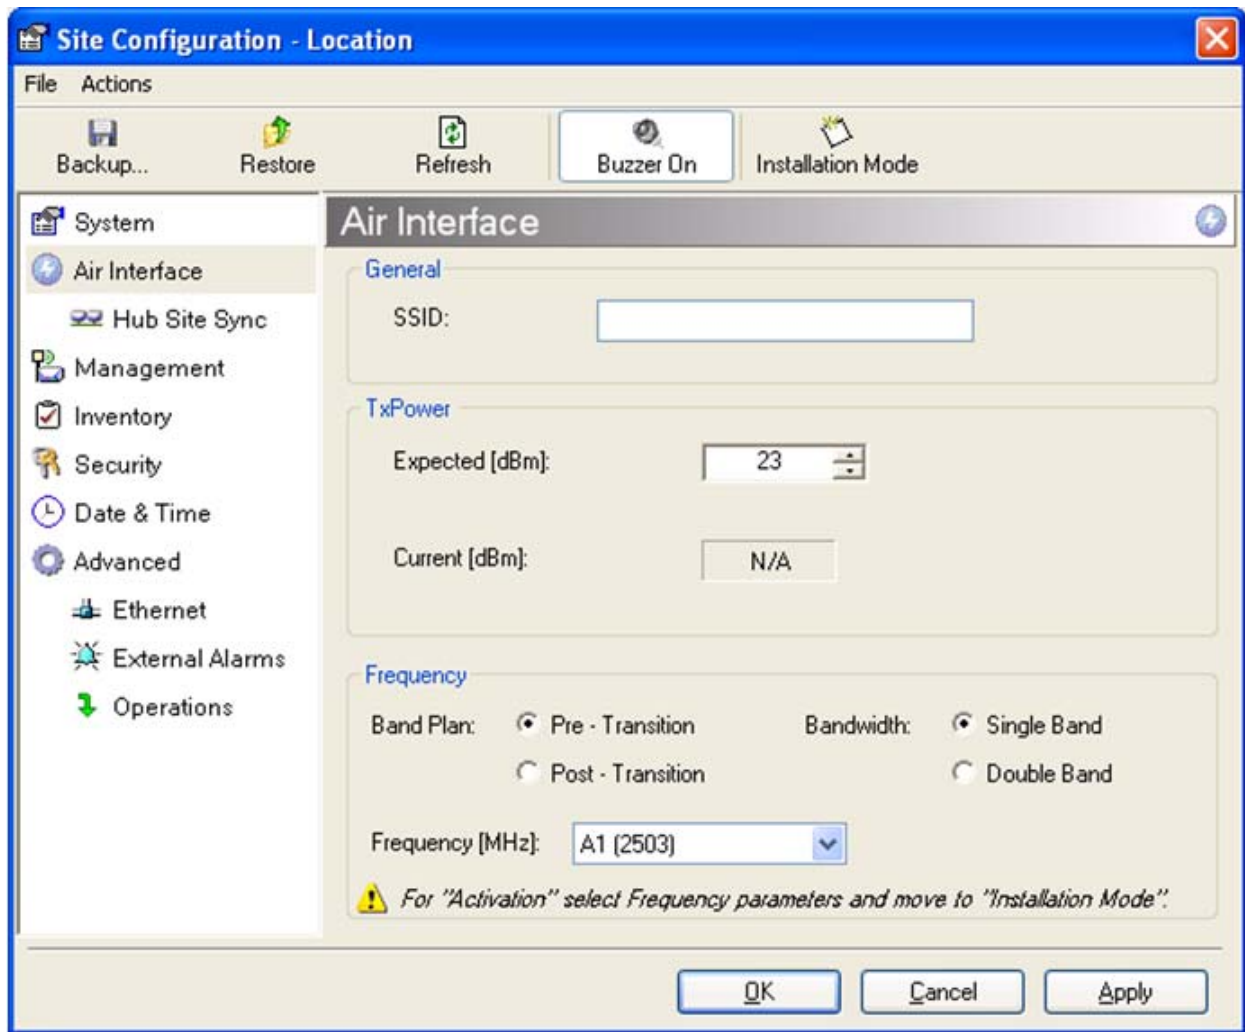 Site Configuration - Location
File Actions
Backup... Restore Refresh Buzzer On Installation Mode
System
Air Interface
Hub Site Sync
Management
Inventory
Security
Date & Time
Advanced
Ethernet
External Alarms
Operations
Air Interface
General
SSID:
TxPower
Expected [dBm]: 23
Current [dBm]: N/A
Frequency
Band Plan: Pre - Transition Bandwidth: Single Band
Post - Transition Double Band
Frequency [MHz]: A1 (2503)
For "Activation" select Frequency parameters and move to "Installation Mode".
OK Cancel Apply